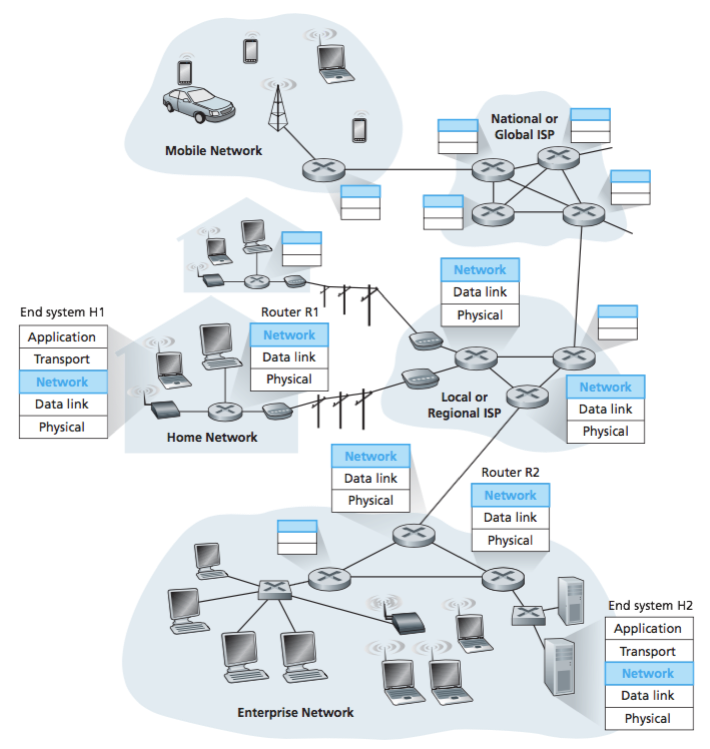 Mobile Network
National or
Global ISP
Network
Data link
Physical
End system H1
Application
Transport
Network
Data link
Physical
Router R1
Network
Data link
Physical
Home Network
Local or
Regional ISP
Network
Data link
Physical
Network
Data link
Physical
Router R2
Network
Data link
Physical
End system H2
Application
Transport
Network
Data link
Physical
Enterprise Network